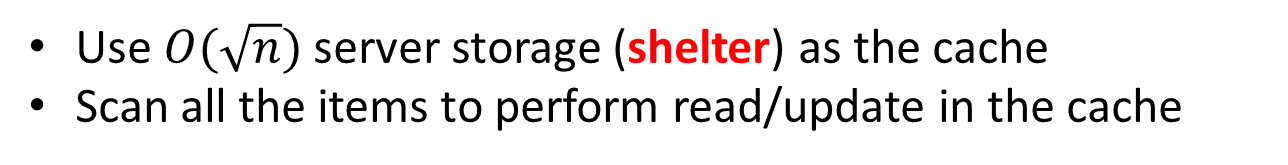 • Use O(√n) server storage (shelter) as the cache
• Scan all the items to perform read/update in the cache